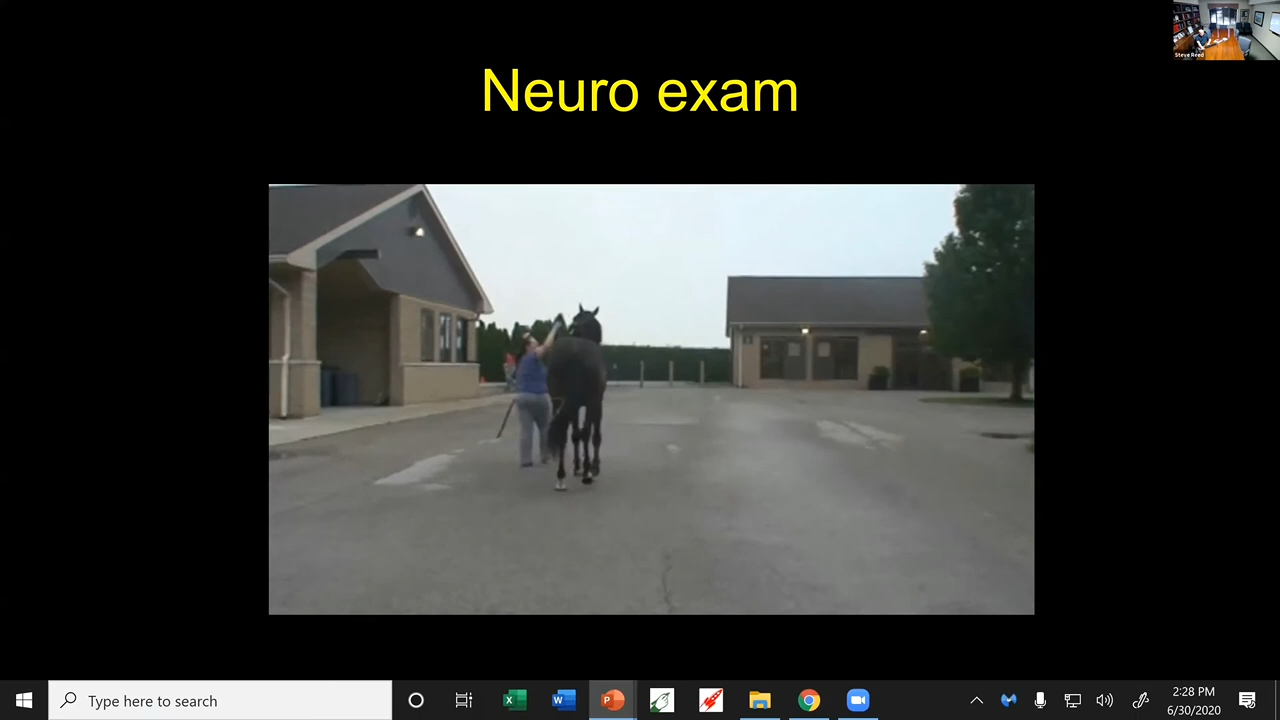 Steve Reed
Neuro exam
Type here to search
2:28 PM
6/30/2020